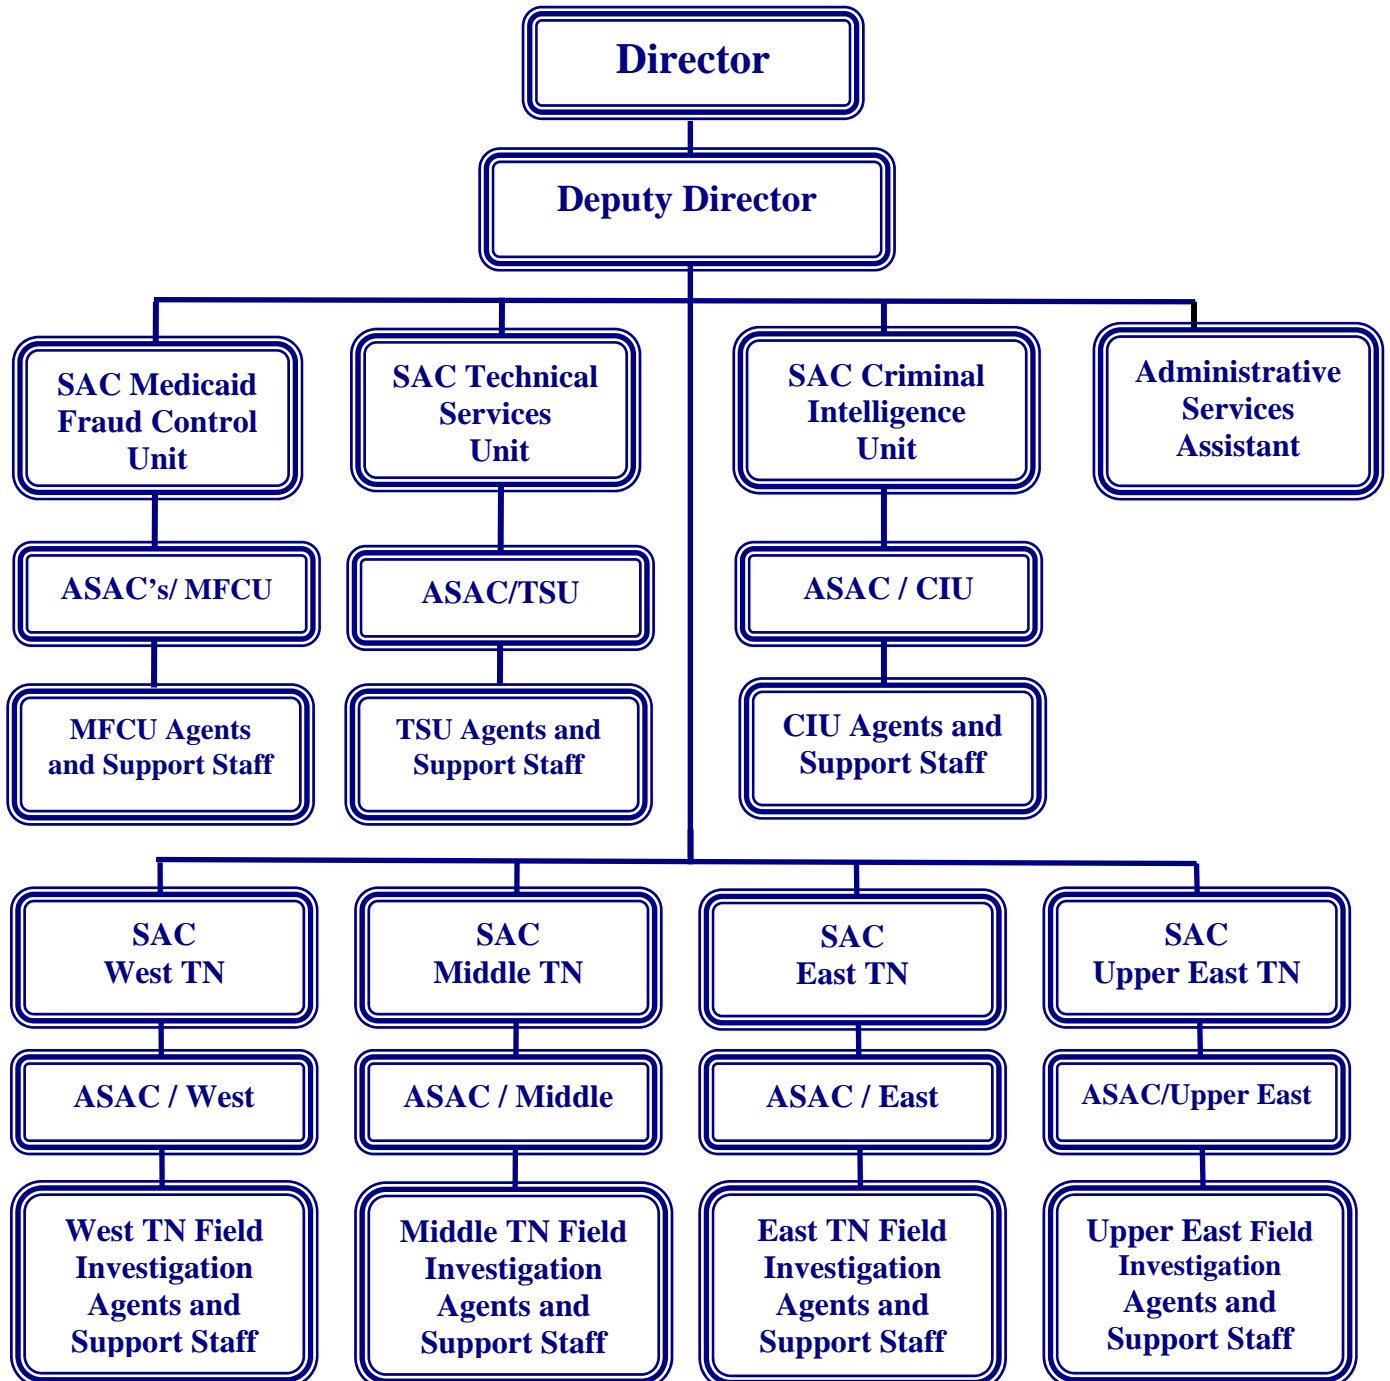 Director
Deputy Director
SAC Medicaid
Fraud Control
Unit
SAC Technical
Services
Unit
SAC Criminal
Intelligence
Unit
Administrative
Services
Assistant
ASAC’s/ MFCU
ASAC/TSU
ASAC / CIU
MFCU Agents
and Support Staff
TSU Agents and
Support Staff
CIU Agents and
Support Staff
SAC
West TN
SAC
Middle TN
SAC
East TN
SAC
Upper East TN
ASAC / West
ASAC / Middle
ASAC / East
ASAC/Upper East
West TN Field
Investigation
Agents and
Support Staff
Middle TN Field
Investigation
Agents and
Support Staff
East TN Field
Investigation
Agents and
Support Staff
Upper East Field
Investigation
Agents and
Support Staff